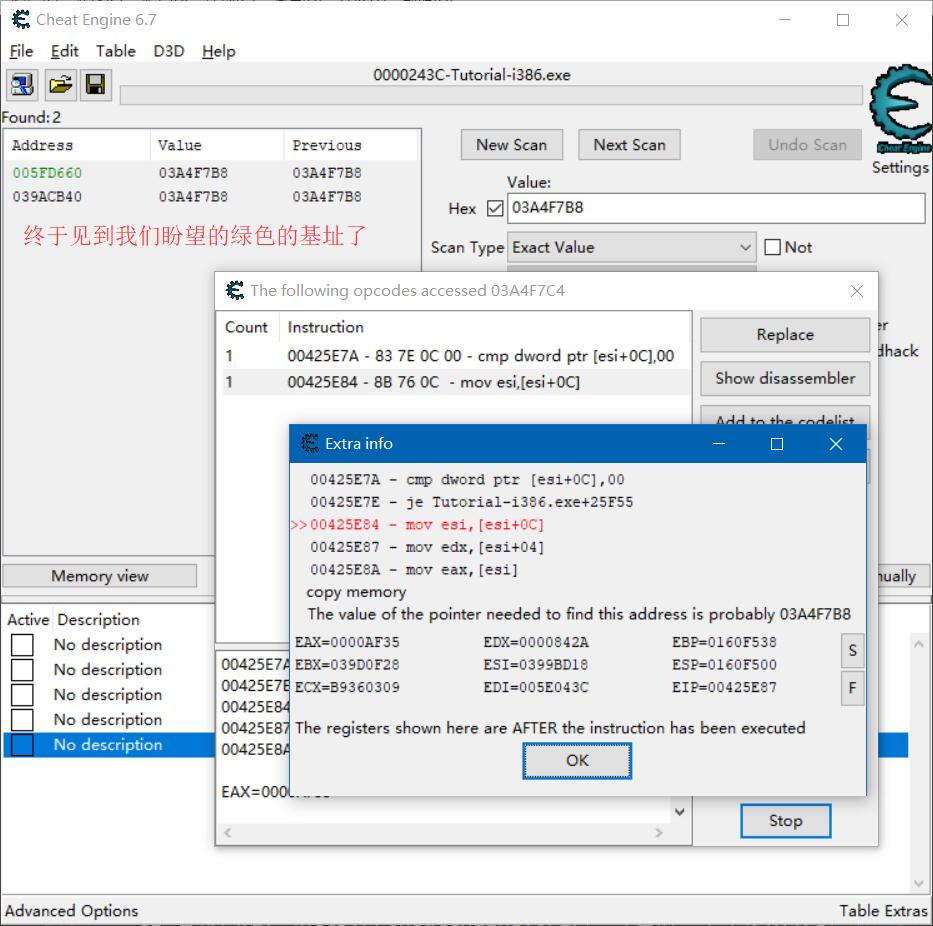 Cheat Engine 6.7
File Edit Table D3D Help
0000243C-Tutorial-i386.exe
Found: 2
Address Value Previous
005FD660 03A4F7B8 03A4F7B8
039ACB40 03A4F7B8 03A4F7B8
终于见到我们盼望的绿色的基址了
New Scan Next Scan Undo Scan
Cheat Engine
Settings
Value:
Hex 03A4F7B8
Scan Type Exact Value Not
The following opcodes accessed 03A4F7C4
Count Instruction
1 00425E7A - 83 7E 0C 00 - cmp dword ptr [esi+0C],00
1 00425E84 - 8B 76 0C - mov esi,[esi+0C]
Replace
Show disassembler
Add to the codelist
er
dhack
Extra info
00425E7A - cmp dword ptr [esi+0C],00
00425E7E - je Tutorial-i386.exe+25F55
>>00425E84 - mov esi,[esi+0C]
00425E87 - mov edx,[esi+04]
00425E8A - mov eax,[esi]
copy memory
The value of the pointer needed to find this address is probably 03A4F7B8
EAX=0000AF35 EDX=0000842A EBP=0160F538
EBX=039D0F28 ESI=0399BD18 ESP=0160F500
ECX=B9360309 EDI=005E043C EIP=00425E87
S
F
The registers shown here are AFTER the instruction has been executed
OK
Memory view
nually
Active Description
No description
No description
No description
No description
No description
00425E7A
00425E7E
00425E84
00425E87
00425E8A
EAX=0000AF35
Stop
Advanced Options Table Extras